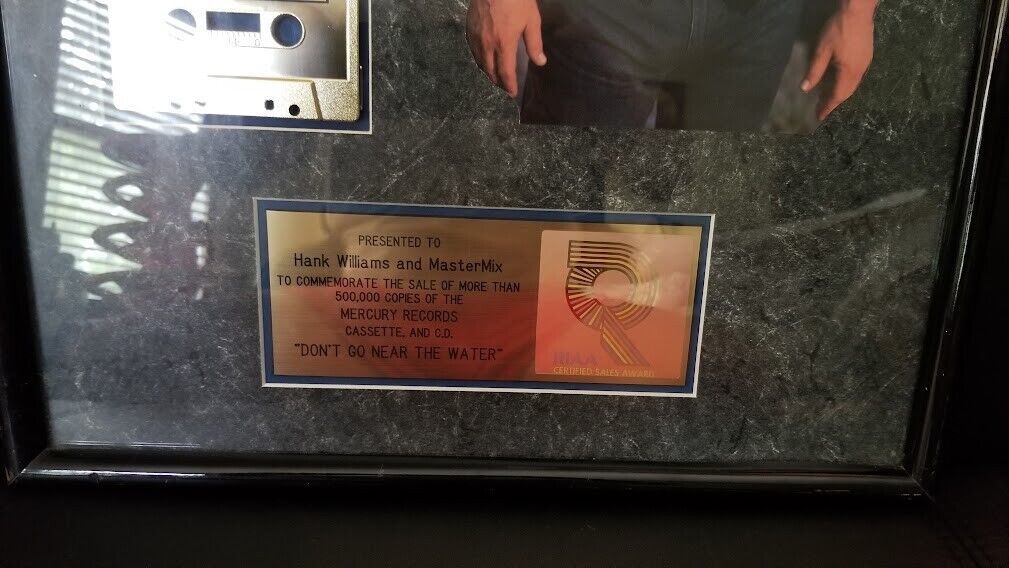 PRESENTED TO
Hank Williams and MasterMix
TO COMMEMORATE THE SALE OF MORE THAN
500,000 COPIES OF THE
MERCURY RECORDS
CASSETTE, AND C.D.
"DON'T GO NEAR THE WATER"
RIAA
CERTIFIED SALES AWARD